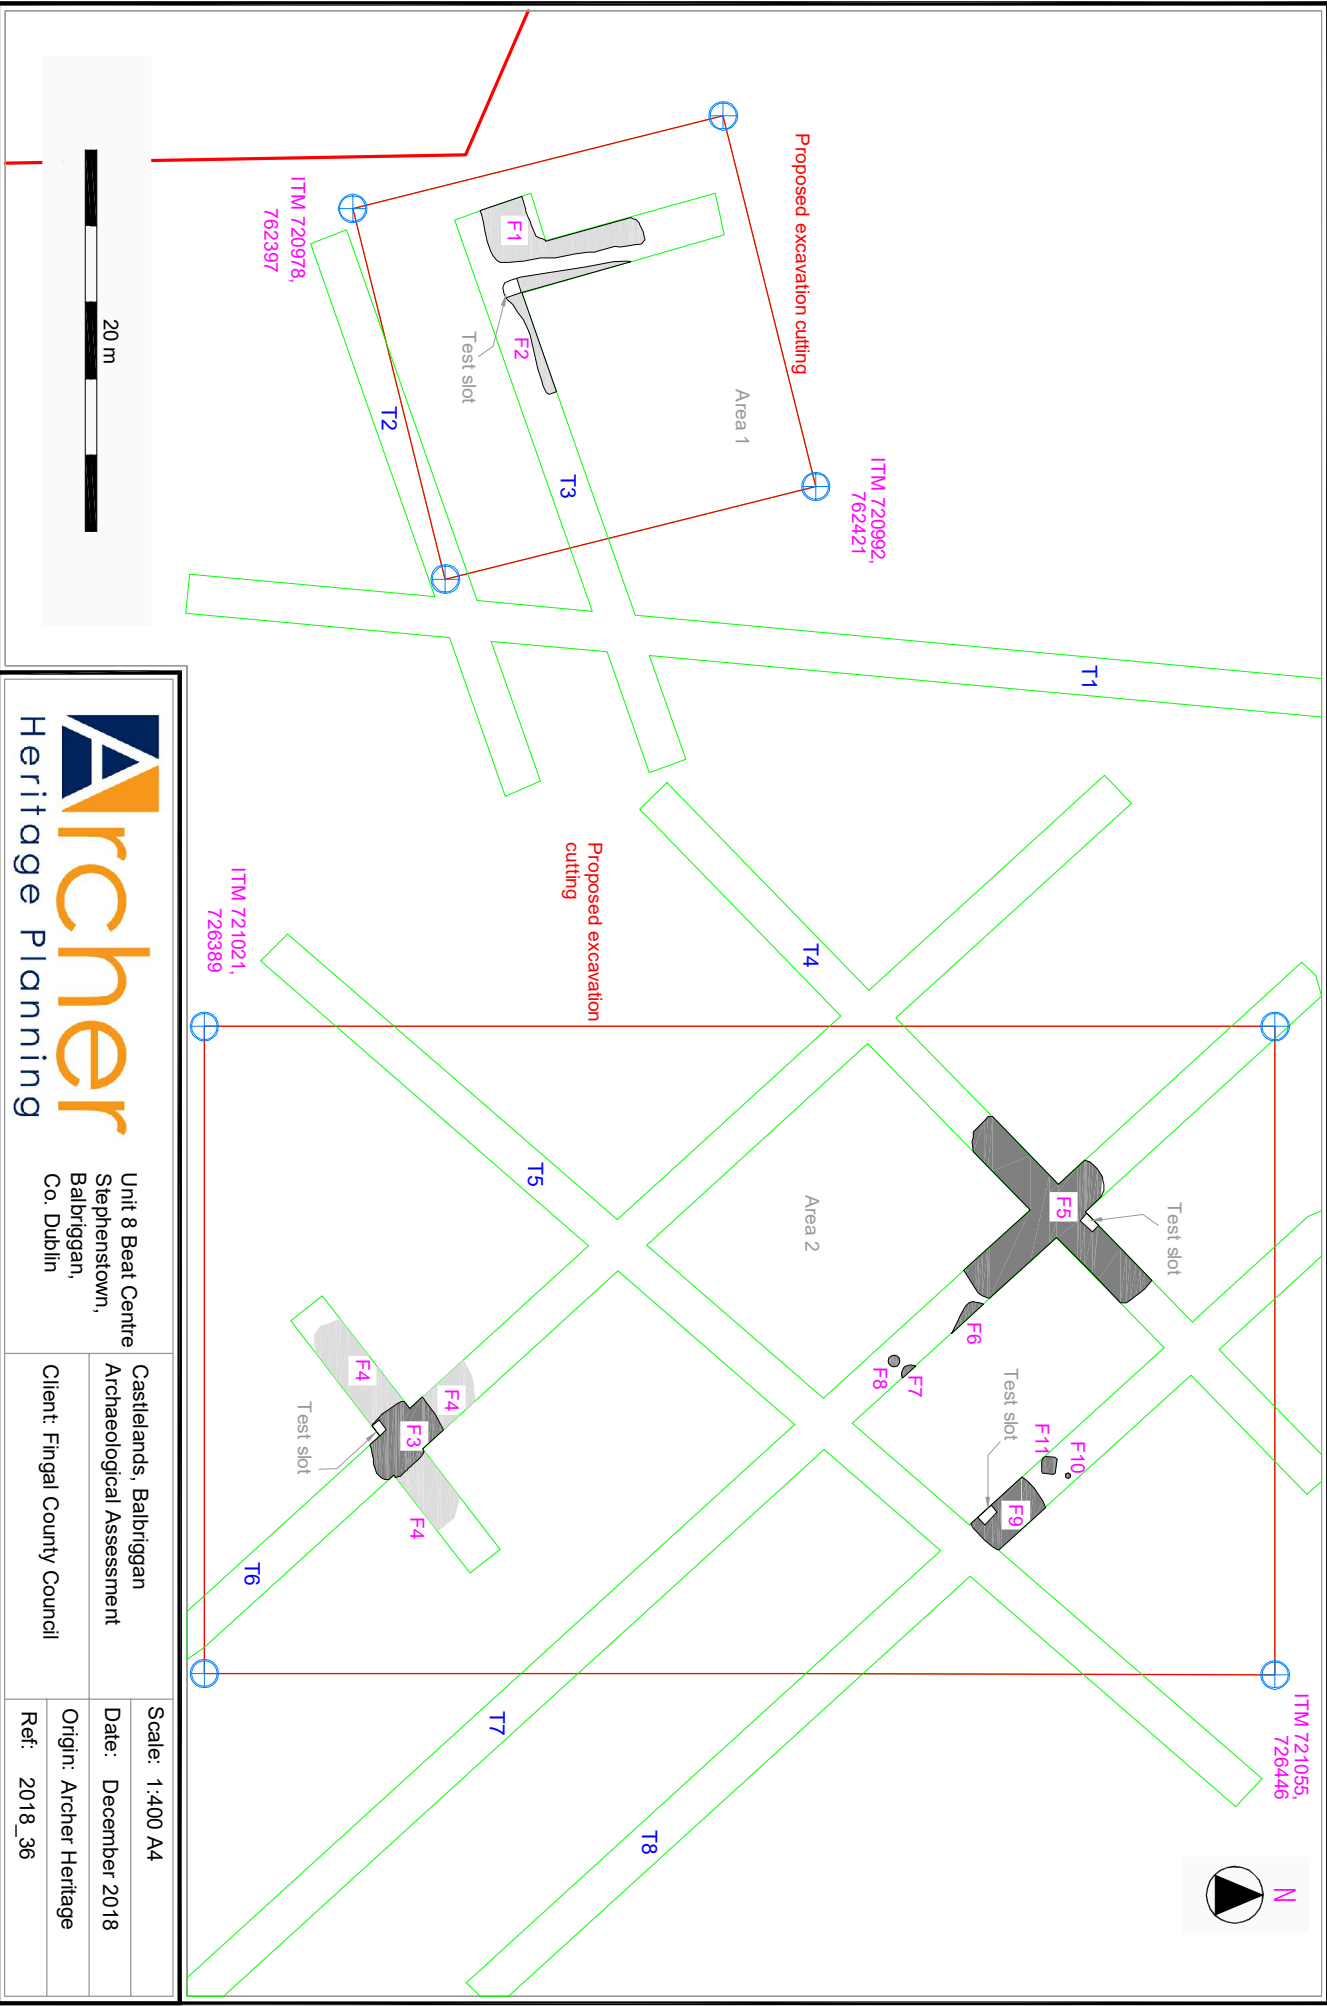 Proposed excavation cutting
Area 1
ITM 720992,
762421
ITM 720978,
762397
F1
F2
Test slot
T2
T3
T1
20 m
Proposed excavation
cutting
ITM 721021,
726389
ITM 721055,
726446
N
T4
T5
Area 2
F5
Test slot
F6
F7
F8
Test slot
F10
F11
F9
F4
F4
F3
F4
Test slot
T6
T7
T8
Archer
Heritage Planning
Unit 8 Beat Centre
Stephenstown,
Balbriggan,
Co. Dublin
Castlelands, Balbriggan
Archaeological Assessment
Client: Fingal County Council
Scale: 1:400 A4
Date: December 2018
Origin: Archer Heritage
Ref: 2018_36